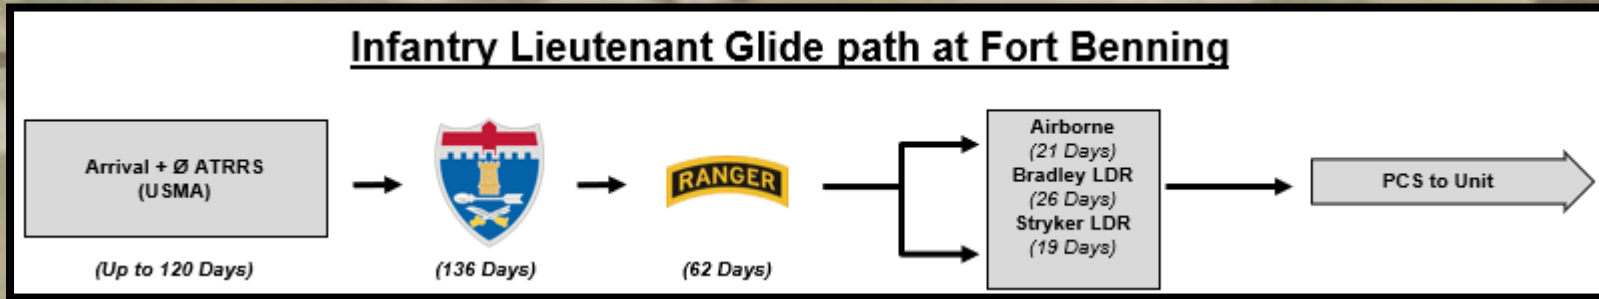 Infantry Lieutenant Glide path at Fort Benning
Arrival + Ø ATRRS
(USMA)
(Up to 120 Days)
(136 Days)
RANGER
(62 Days)
Airborne
(21 Days)
Bradley LDR
(26 Days)
Stryker LDR
(19 Days)
PCS to Unit